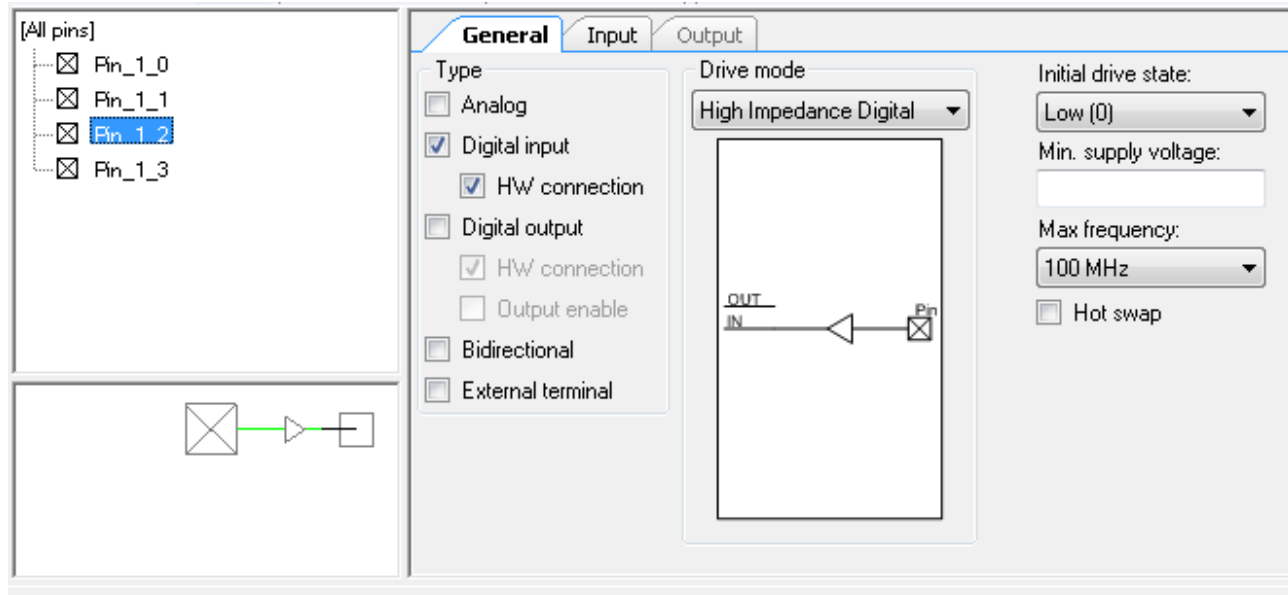 [All pins]
Pin_1_0
Pin_1_1
Pin_1_2
Pin_1_3
General Input Output
Type
Analog
Digital input
HW connection
Digital output
HW connection
Output enable
Bidirectional
External terminal
Drive mode
High Impedance Digital
OUT
IN
Pin
Initial drive state:
Low (0)
Min. supply voltage:
Max frequency:
100 MHz
Hot swap